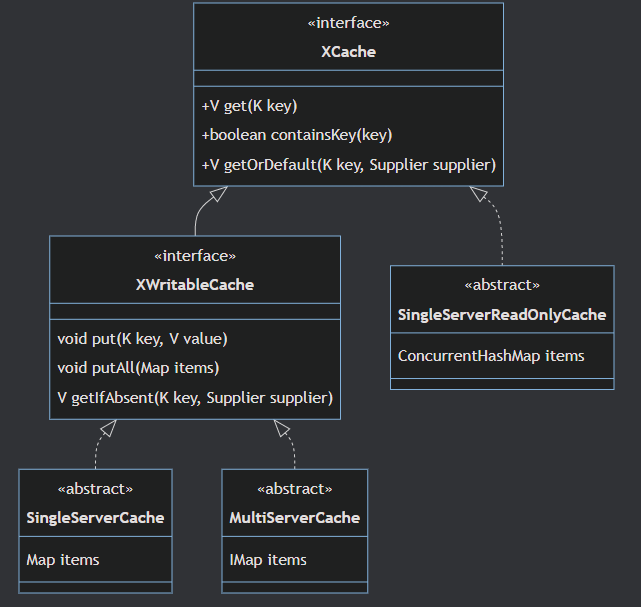 «interface»
XCache
+V get(K key)
+boolean containsKey(key)
+V getOrDefault(K key, Supplier supplier)
«interface»
XWritableCache
void put(K key, V value)
void putAll(Map items)
V getIfAbsent(K key, Supplier supplier)
«abstract»
SingleServerReadOnlyCache
ConcurrentHashMap items
«abstract»
SingleServerCache
Map items
«abstract»
MultiServerCache
IMap items